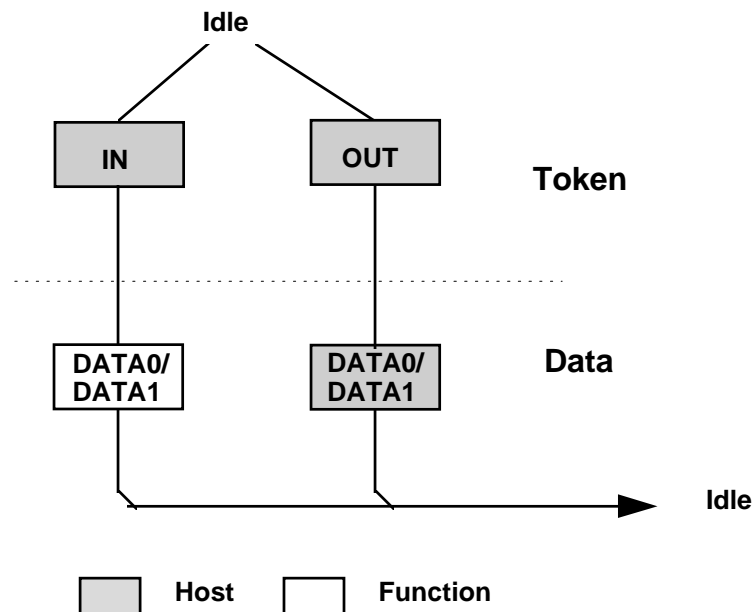 Idle
IN
OUT
Token
DATA0/
DATA1
DATA0/
DATA1
Data
Idle
Host
Function